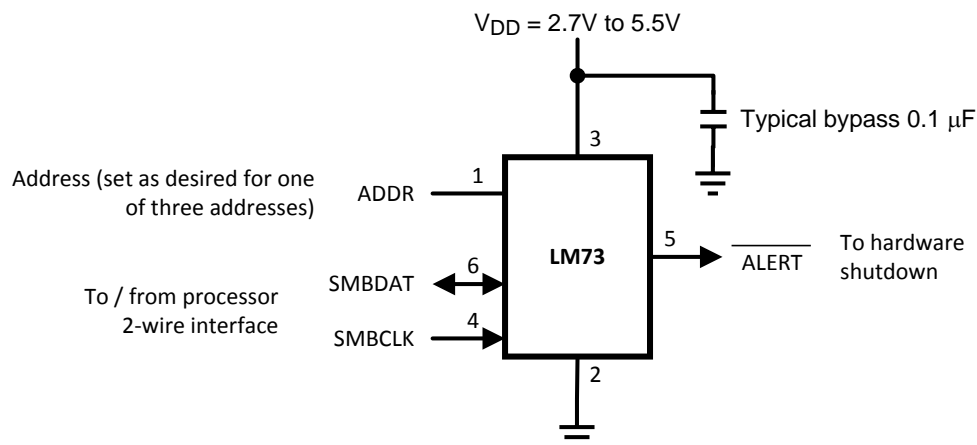 V_DD = 2.7V to 5.5V
Typical bypass 0.1 μF
3
Address (set as desired for one
of three addresses)
ADDR
1
LM73
5
A̅L̅E̅R̅T̅
To hardware
shutdown
To / from processor
2-wire interface
SMBDAT
6
SMBCLK
4
2